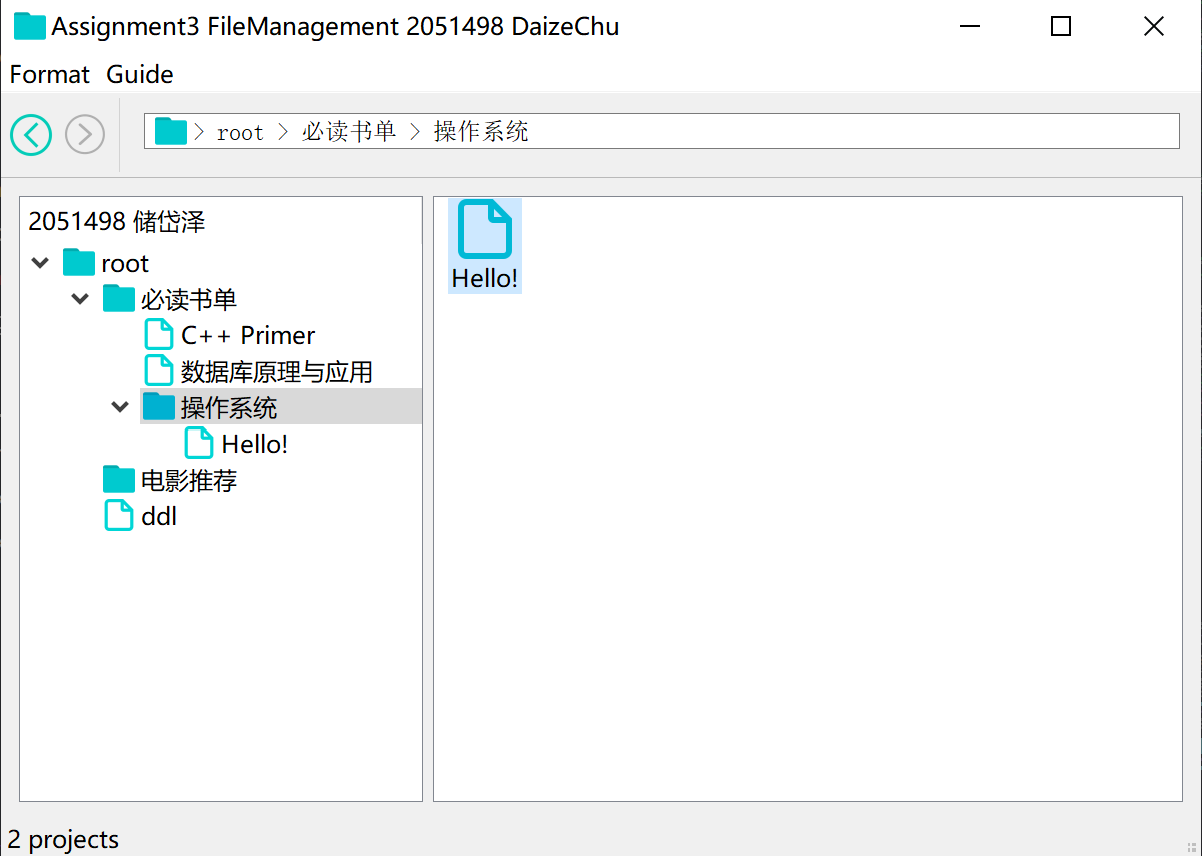 Assignment3 FileManagement 2051498 DaizeChu
Format Guide
root 必读书单 操作系统
2051498 储岱泽
root
必读书单
C++ Primer
数据库原理与应用
操作系统
Hello!
电影推荐
ddl
Hello!
2 projects